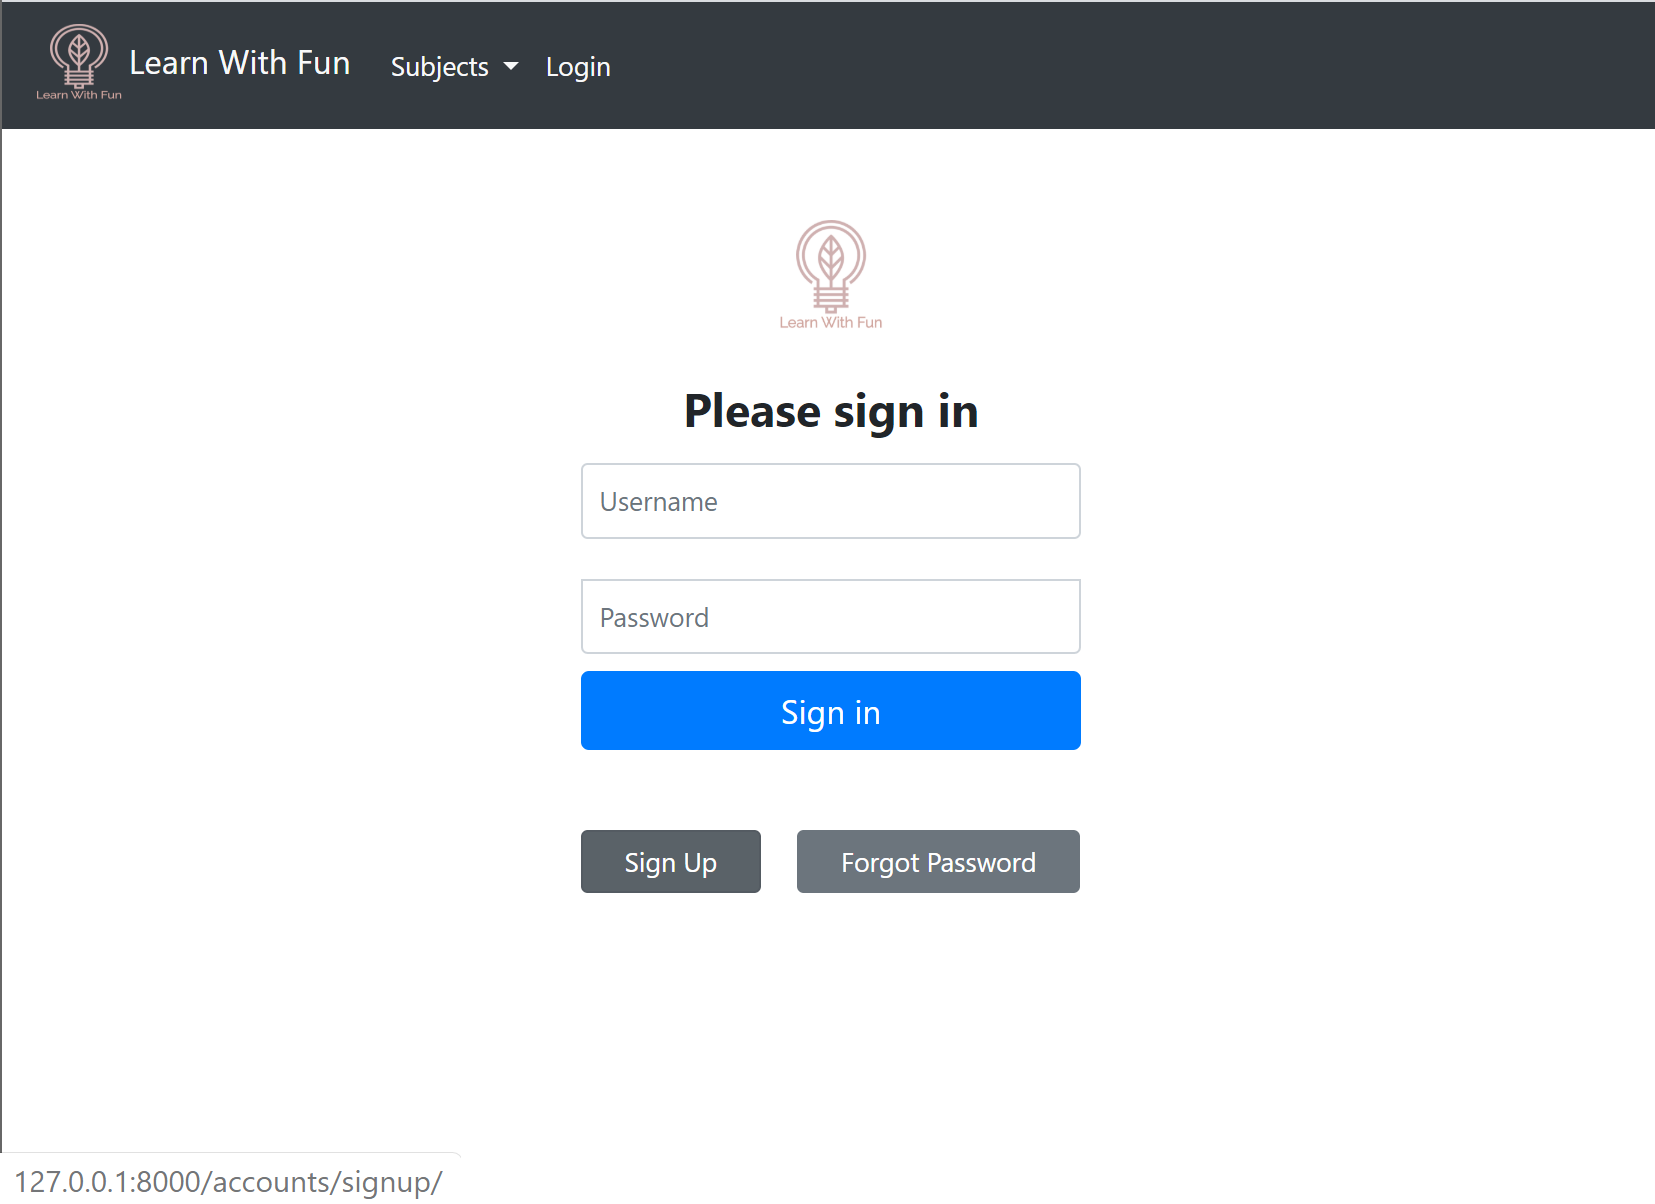 Learn With Fun
Learn With Fun Subjects Login
Learn With Fun
Please sign in
Username
Password
Sign in
Sign Up Forgot Password
127.0.0.1:8000/accounts/signup/